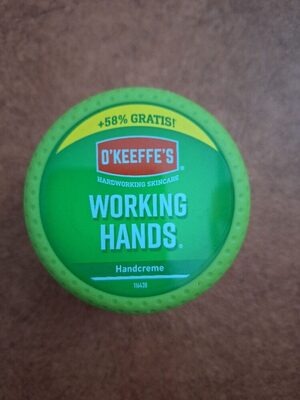 +58% GRATIS!
O'KEEFFE'S®
HARDWORKING SKINCARE
WORKING
HANDS®
Handcreme